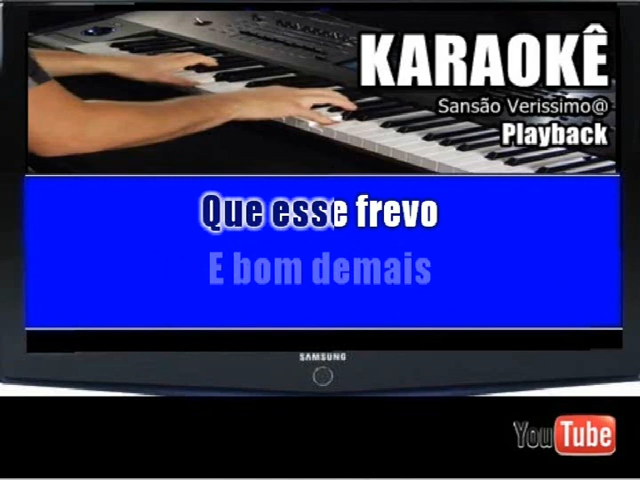 KARAOKÊ
Sansão Verissimo@
Playback
Que esse frevo
E bom demais
SAMSUNG
YouTube